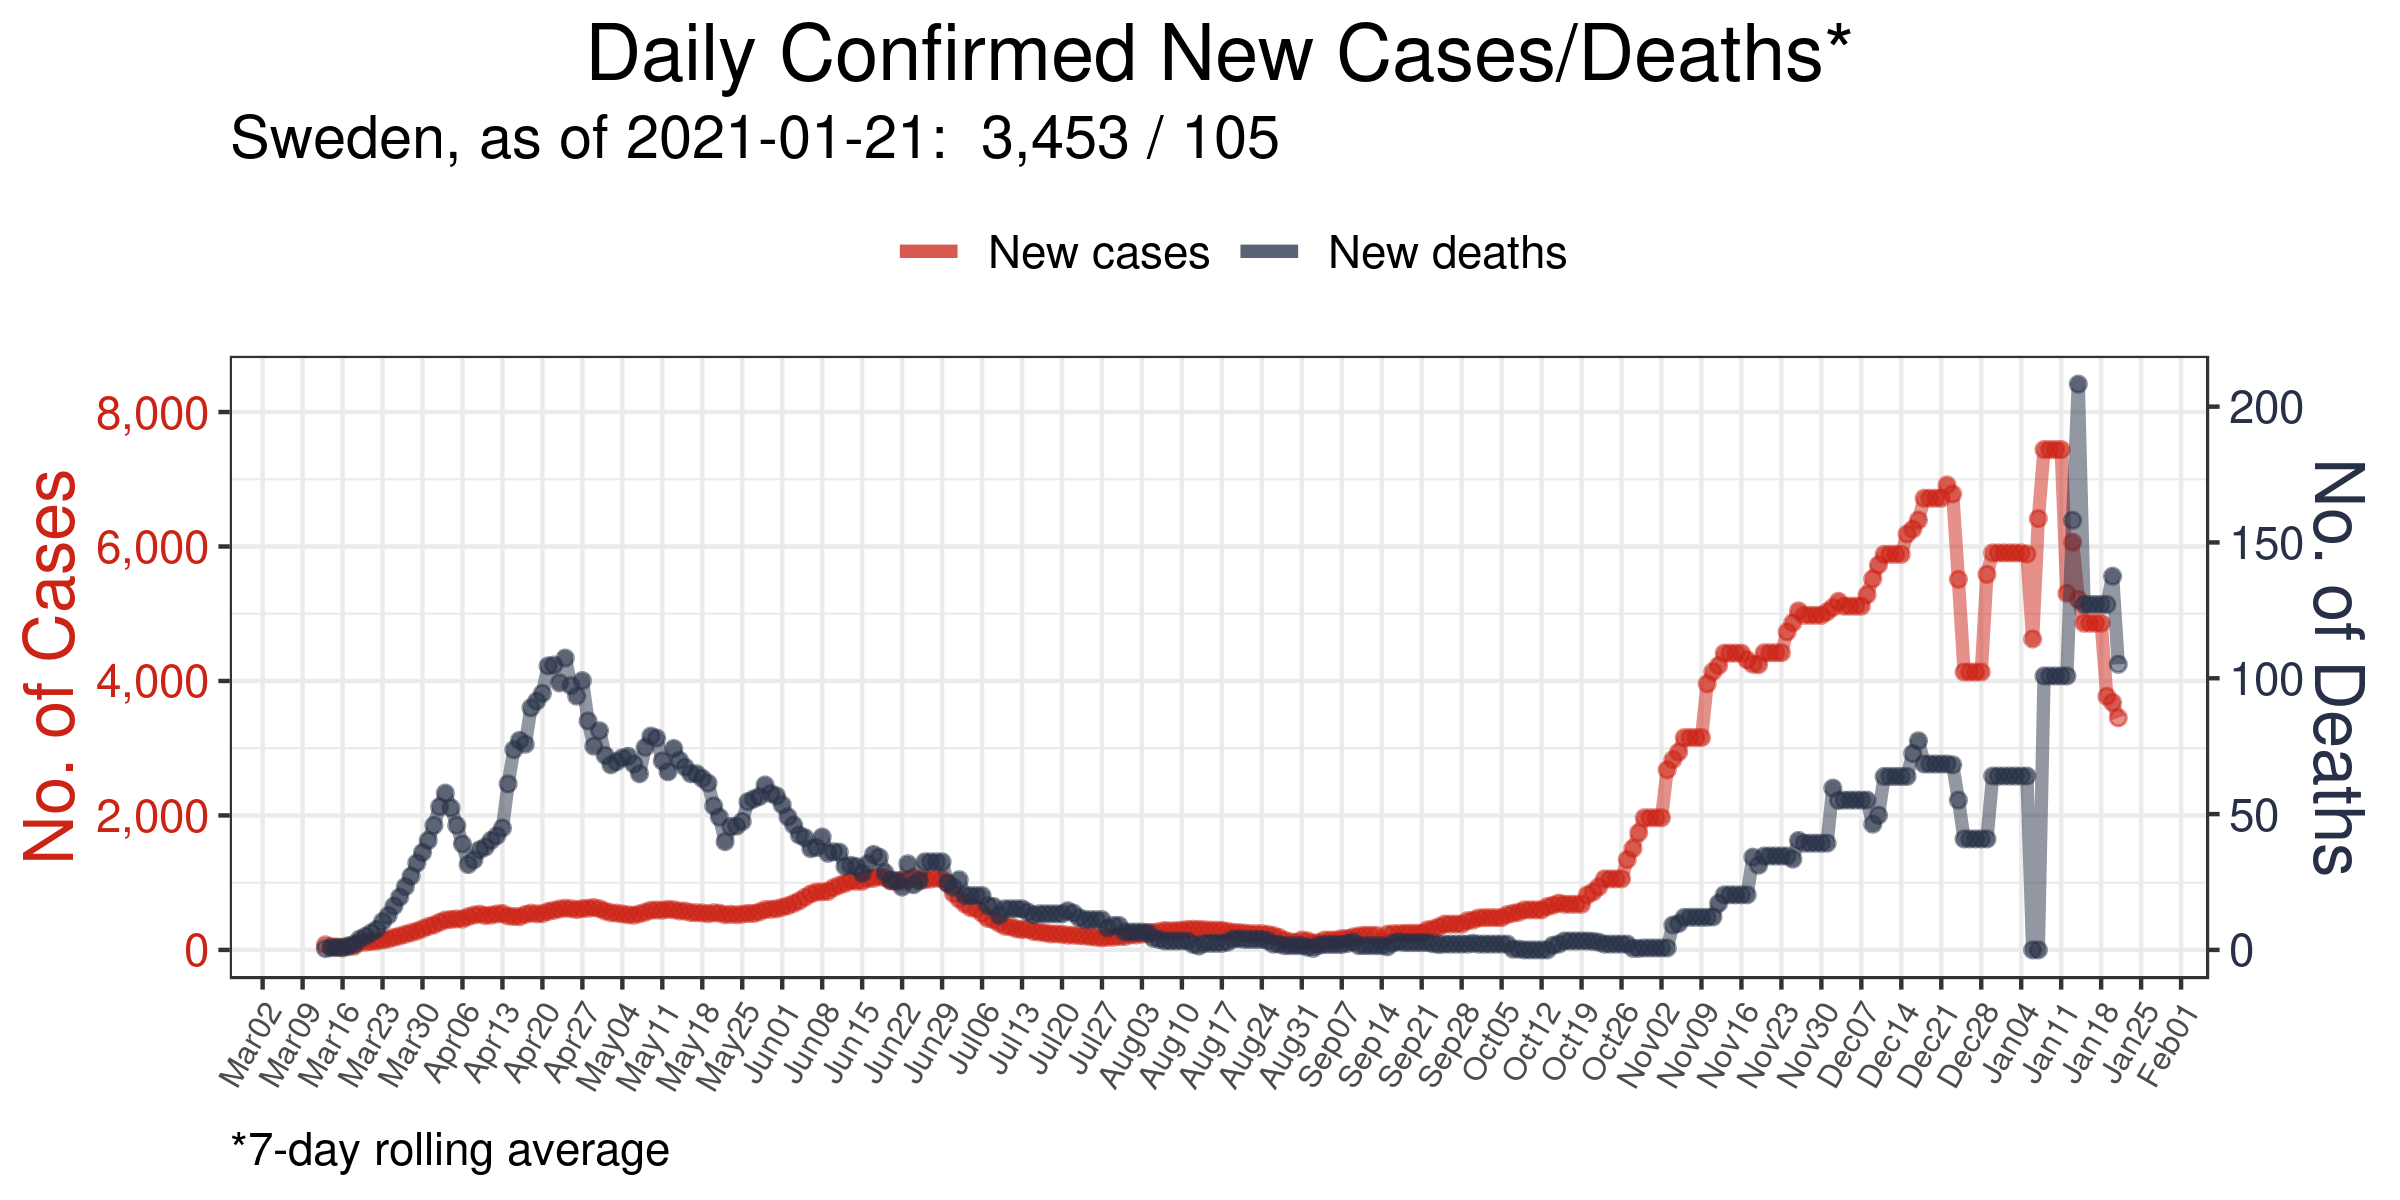 Daily Confirmed New Cases/Deaths*
Sweden, as of 2021-01-21:  3,453 / 105
New cases New deaths
No. of Cases
8,000
6,000
4,000
2,000
0
200
150
100
50
0
No. of Deaths
Mar02 Mar09 Mar16 Mar23 Mar30 Apr06 Apr13 Apr20 Apr27 May04 May11 May18 May25 Jun01 Jun08 Jun15 Jun22 Jun29 Jul06 Jul13 Jul20 Jul27 Aug03 Aug10 Aug17 Aug24 Aug31 Sep07 Sep14 Sep21 Sep28 Oct05 Oct12 Oct19 Oct26 Nov02 Nov09 Nov16 Nov23 Nov30 Dec07 Dec14 Dec21 Dec28 Jan04 Jan11 Jan18 Jan25 Feb01
*7-day rolling average